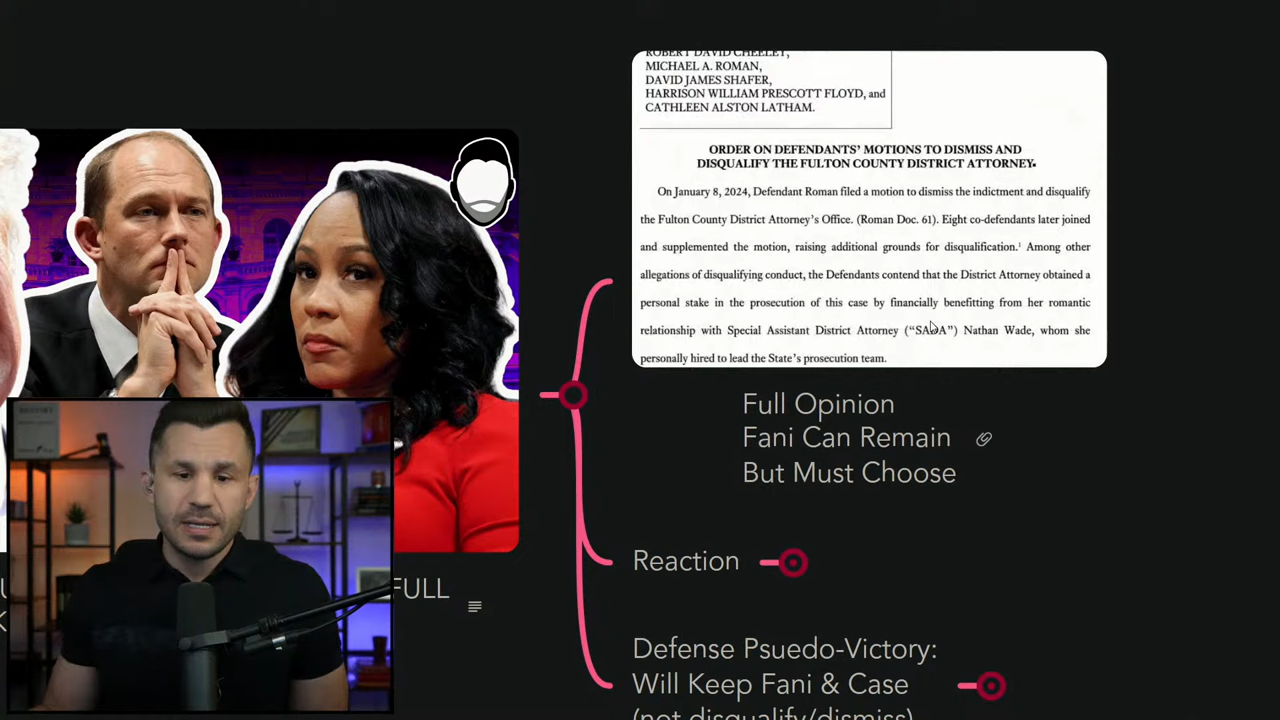 ROBERT DAVID CHEELEY,
MICHAEL A. ROMAN,
DAVID JAMES SHAFER,
HARRISON WILLIAM PRESCOTT FLOYD, and
CATHLEEN ALSTON LATHAM.
ORDER ON DEFENDANTS' MOTIONS TO DISMISS AND
DISQUALIFY THE FULTON COUNTY DISTRICT ATTORNEY.
On January 8, 2024, Defendant Roman filed a motion to dismiss the indictment and disqualify
the Fulton County District Attorney's Office. (Roman Doc. 61). Eight co-defendants later joined
and supplemented the motion, raising additional grounds for disqualification.¹ Among other
allegations of disqualifying conduct, the Defendants contend that the District Attorney obtained a
personal stake in the prosecution of this case by financially benefitting from her romantic
relationship with Special Assistant District Attorney ("SADA") Nathan Wade, whom she
personally hired to lead the State's prosecution team.
Full Opinion
Fani Can Remain
But Must Choose
Reaction
FULL
Defense Psuedo-Victory:
Will Keep Fani & Case
(not disqualify/dismiss)